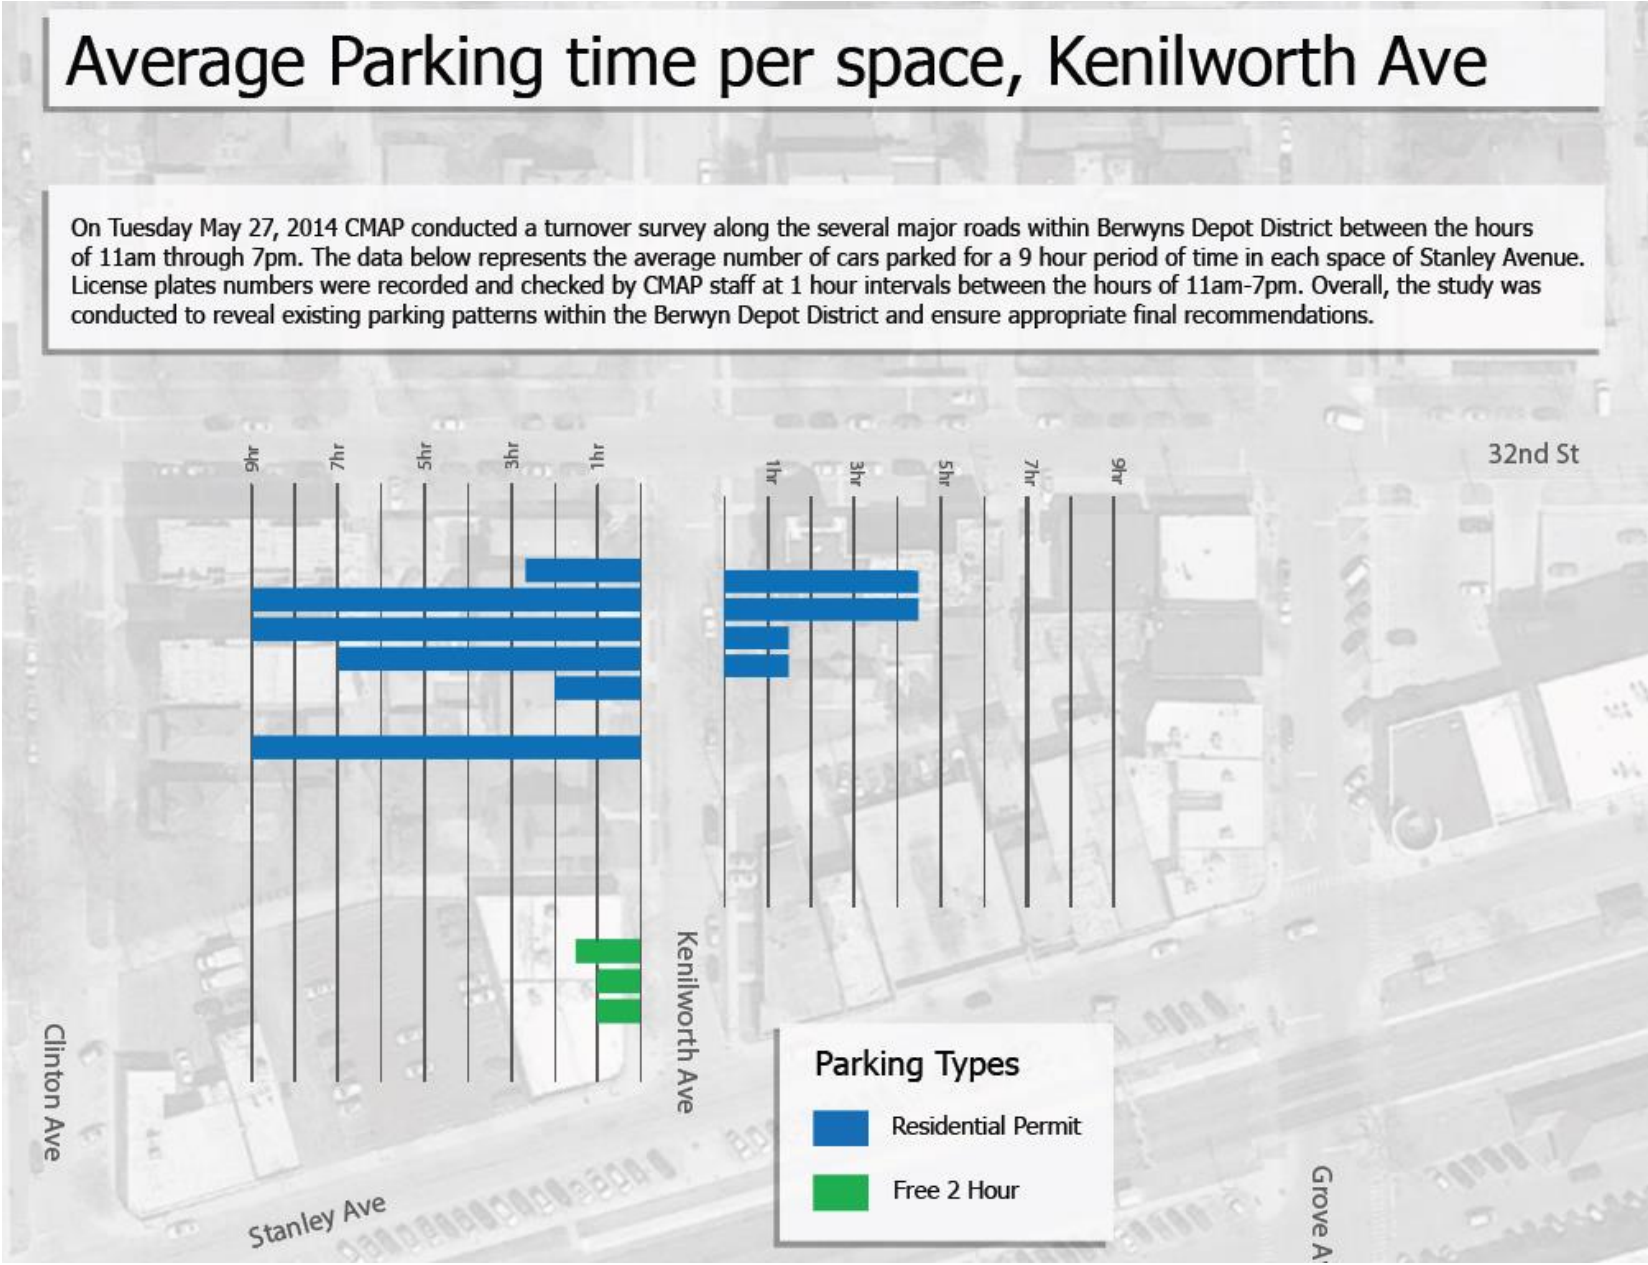 Average Parking time per space, Kenilworth Ave
On Tuesday May 27, 2014 CMAP conducted a turnover survey along the several major roads within Berwyns Depot District between the hours
of 11am through 7pm. The data below represents the average number of cars parked for a 9 hour period of time in each space of Stanley Avenue.
License plates numbers were recorded and checked by CMAP staff at 1 hour intervals between the hours of 11am-7pm. Overall, the study was
conducted to reveal existing parking patterns within the Berwyn Depot District and ensure appropriate final recommendations.
9hr
7hr
5hr
3hr
1hr
1hr
3hr
5hr
7hr
9hr
32nd St
Kenilworth Ave
Clinton Ave
Stanley Ave
Parking Types
Residential Permit
Free 2 Hour
Grove A